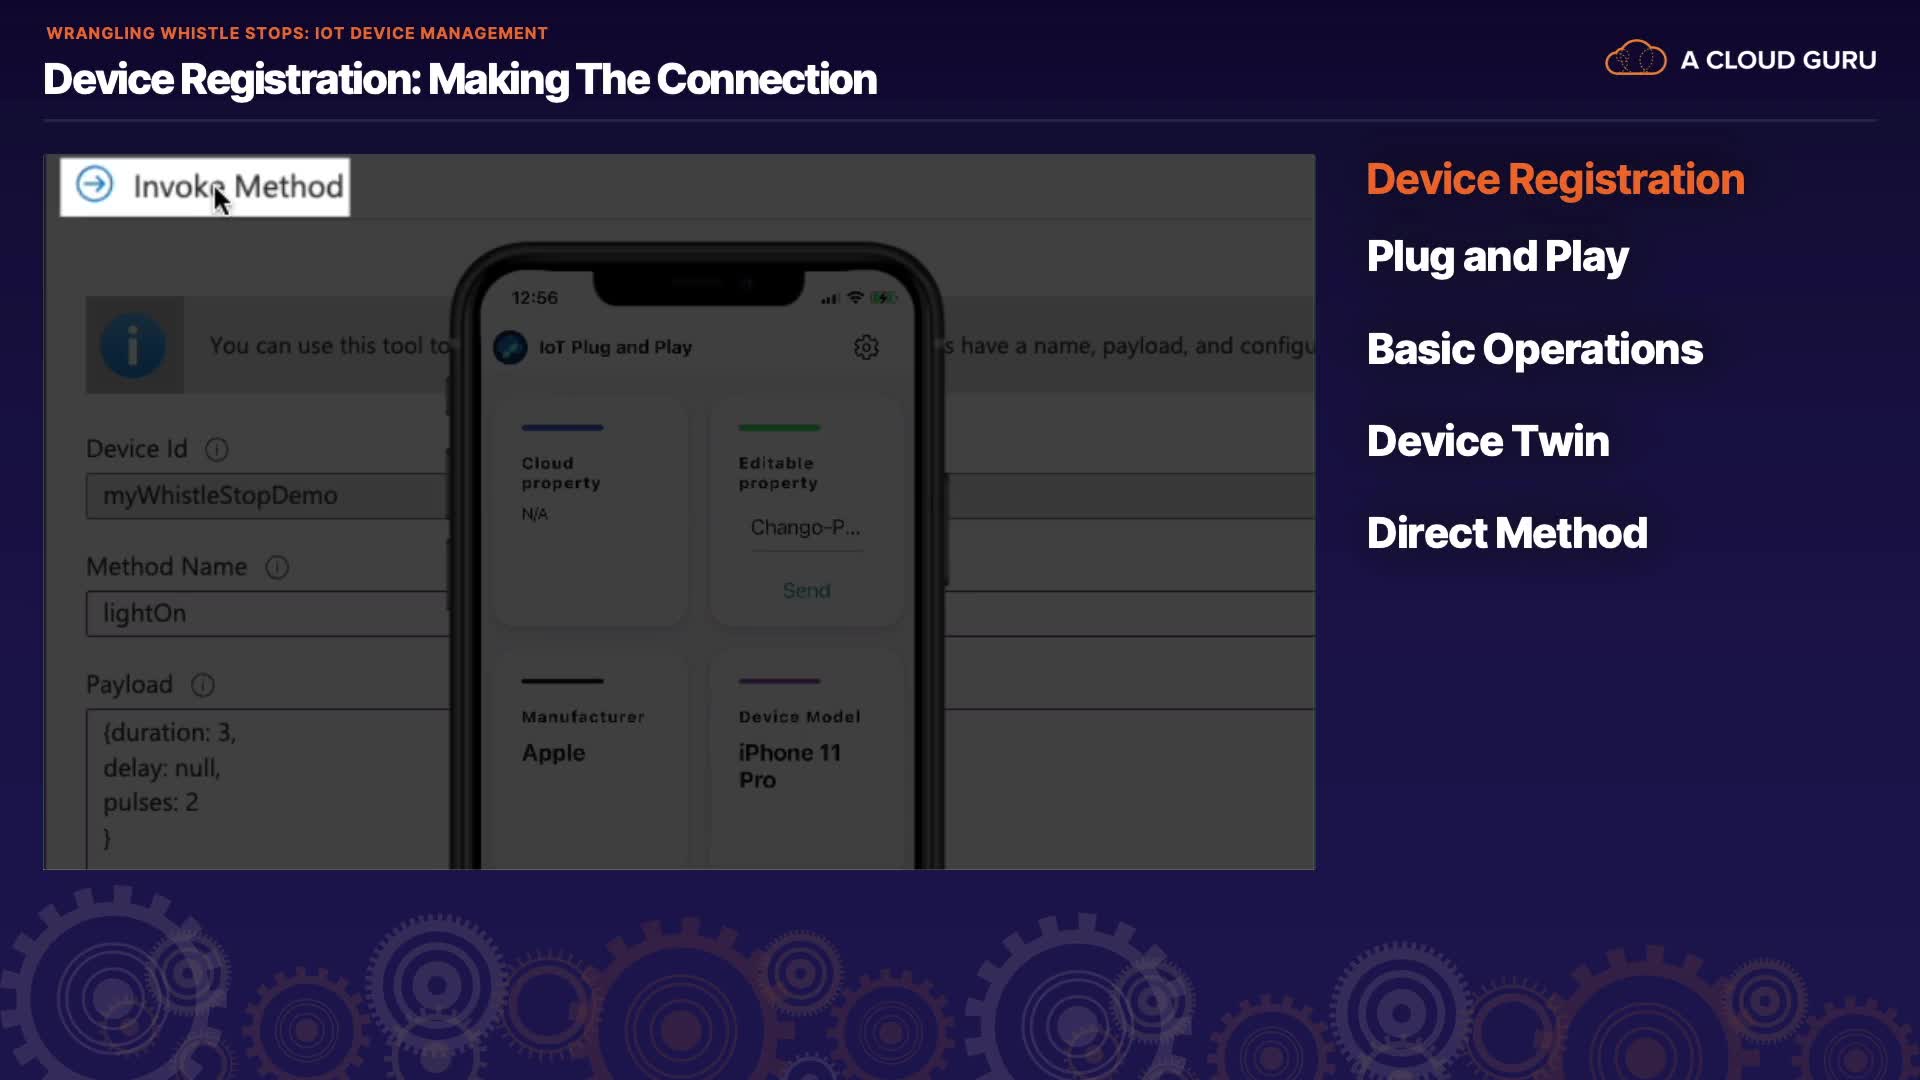 WRANGLING WHISTLE STOPS: IOT DEVICE MANAGEMENT
Device Registration: Making The Connection
A CLOUD GURU
Invoke Method
You can use this tool to
s have a name, payload, and configu
Device Id
myWhistleStopDemo
Method Name
lightOn
Payload
{duration: 3,
delay: null,
pulses: 2
}
12:56
IoT Plug and Play
Cloud
property
N/A
Editable
property
Chango-P...
Send
Manufacturer
Apple
Device Model
iPhone 11
Pro
Device Registration
Plug and Play
Basic Operations
Device Twin
Direct Method